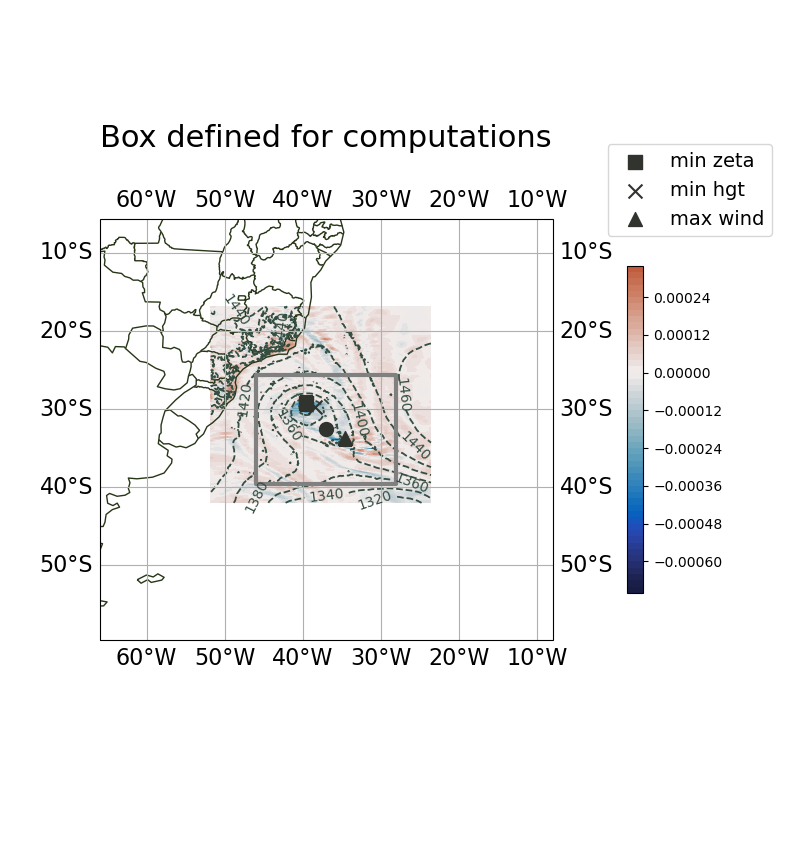 Box defined for computations
min zeta
min hgt
max wind
60°W 50°W 40°W 30°W 20°W 10°W
10°S 10°S
20°S 20°S
30°S 30°S
40°S 40°S
50°S 50°S
60°W 50°W 40°W 30°W 20°W 10°W
1440
1420
1460
1360
1400
1440
1380
1340
1320
1360
0.00024
0.00012
0.00000
−0.00012
−0.00024
−0.00036
−0.00048
−0.00060